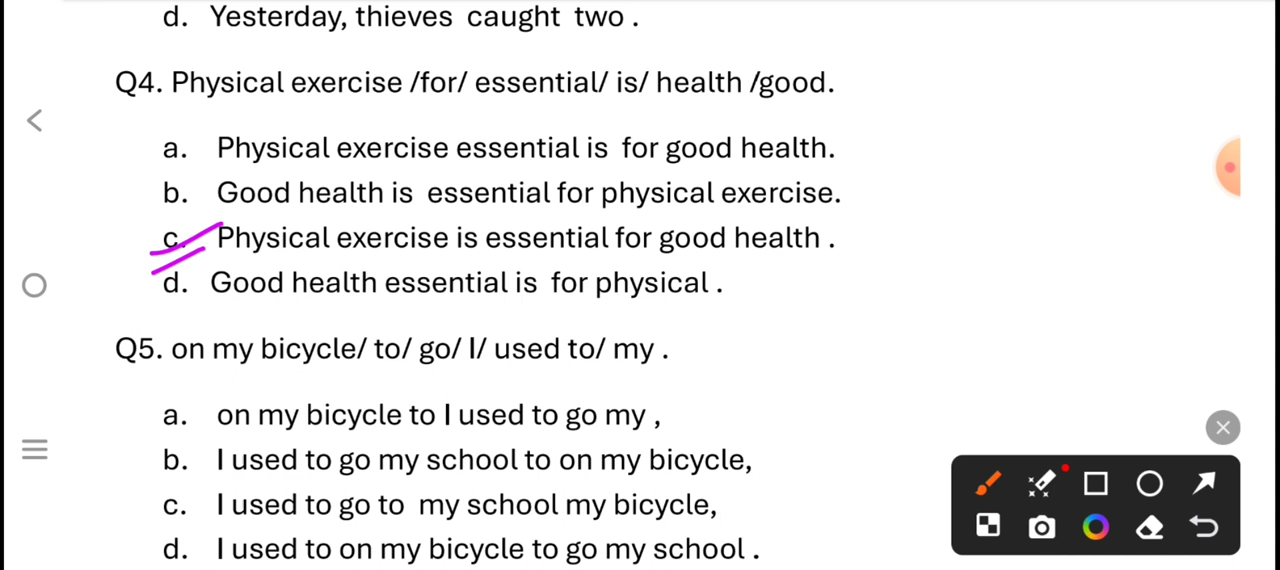 d. Yesterday, thieves caught two .
Q4. Physical exercise /for/ essential/ is/ health /good.
a. Physical exercise essential is for good health.
b. Good health is essential for physical exercise.
c. Physical exercise is essential for good health .
d. Good health essential is for physical .
Q5. on my bicycle/ to/ go/ I/ used to/ my .
a. on my bicycle to I used to go my ,
b. I used to go my school to on my bicycle,
c. I used to go to my school my bicycle,
d. I used to on my bicycle to go my school .